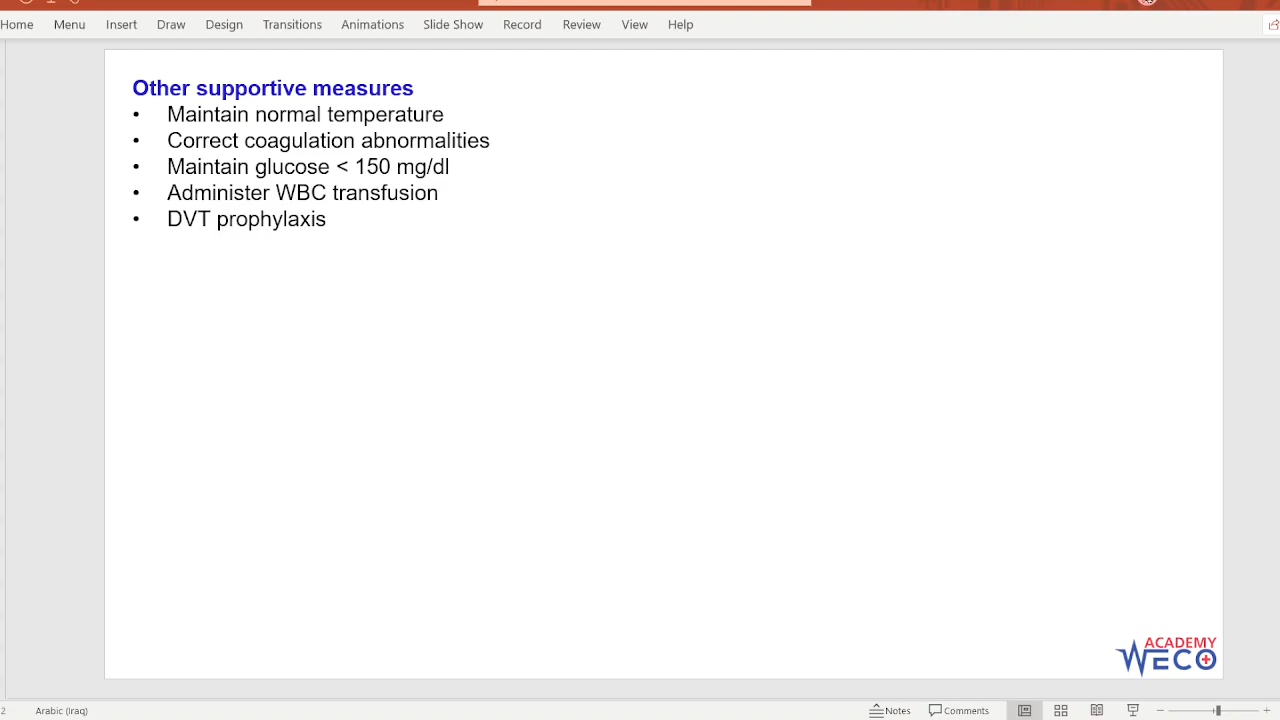 Home Menu Insert Draw Design Transitions Animations Slide Show Record Review View Help
Other supportive measures
• Maintain normal temperature
• Correct coagulation abnormalities
• Maintain glucose < 150 mg/dl
• Administer WBC transfusion
• DVT prophylaxis
ACADEMY
WECO
2 Arabic (Iraq) Notes Comments